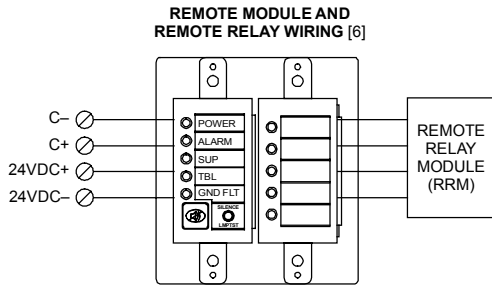 REMOTE MODULE AND
REMOTE RELAY WIRING [6]
C–
C+
24VDC+
24VDC–
POWER
ALARM
SUP
TBL
GND FLT
SILENCE
LMPTST
REMOTE
RELAY
MODULE
(RRM)